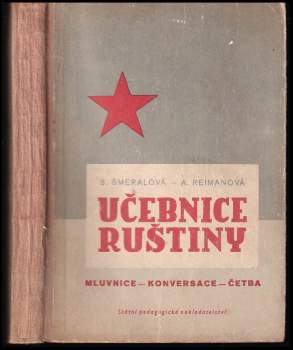 S. ŠMERALOVÁ — A. REIMANOVÁ
UČEBNICE
RUŠTINY
MLUVNICE — KONVERSACE — ČETBA
Státní pedagogické nakladatelství